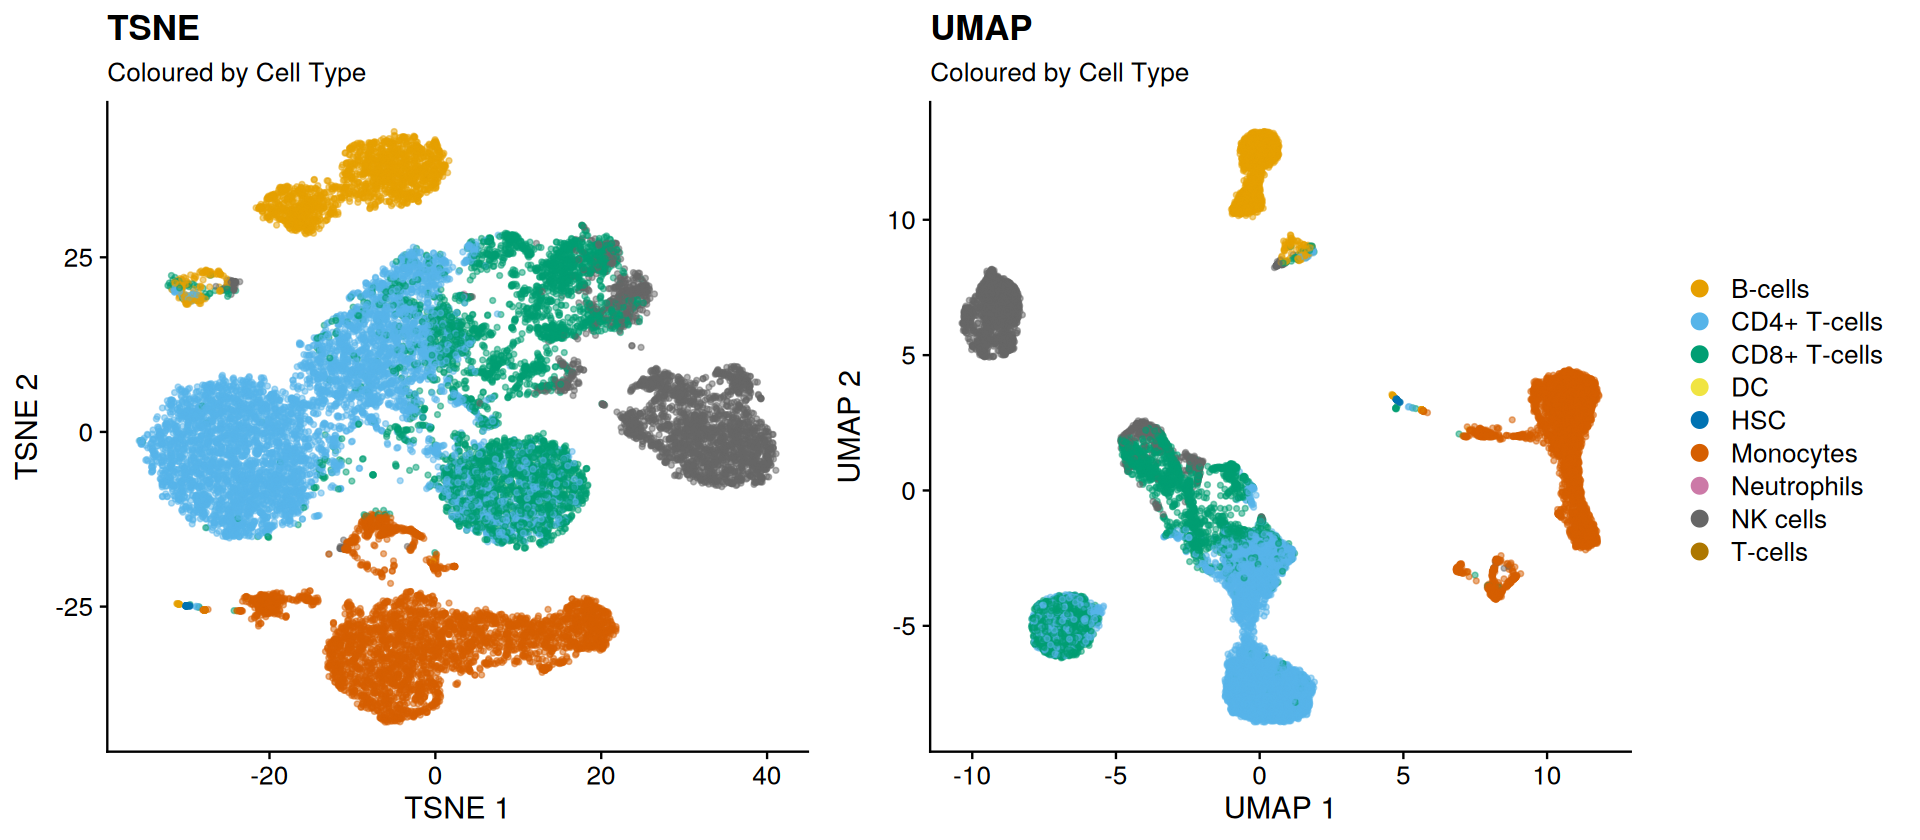 TSNE
Coloured by Cell Type
25
0
-25
TSNE 2
-20
0
20
40
TSNE 1
UMAP
Coloured by Cell Type
10
5
0
-5
UMAP 2
-10
-5
0
5
10
UMAP 1
B-cells
CD4+ T-cells
CD8+ T-cells
DC
HSC
Monocytes
Neutrophils
NK cells
T-cells